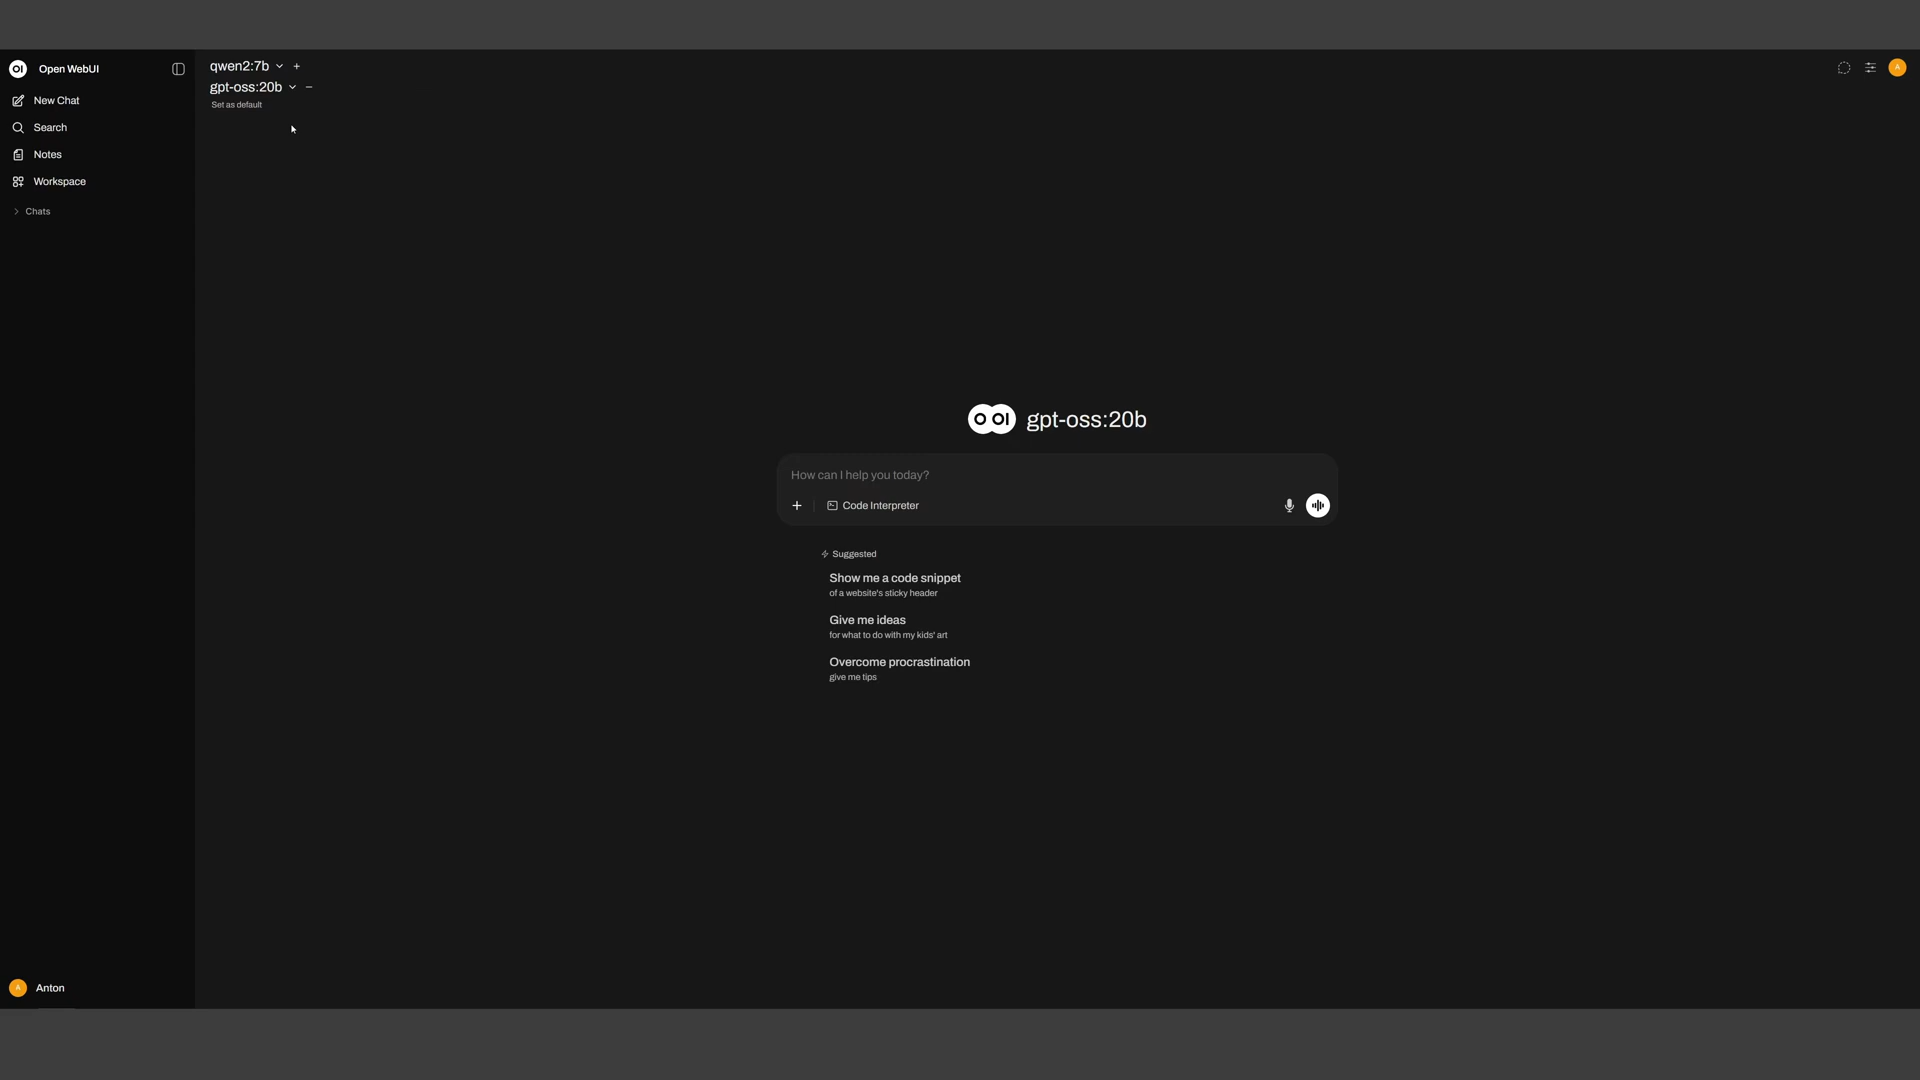 OI Open WebUI
New Chat
Search
Notes
Workspace
Chats
A Anton
qwen2:7b
gpt-oss:20b
Set as default
A
O OI gpt-oss:20b
How can I help you today?
Code Interpreter
Suggested
Show me a code snippet
of a website's sticky header
Give me ideas
for what to do with my kids' art
Overcome procrastination
give me tips